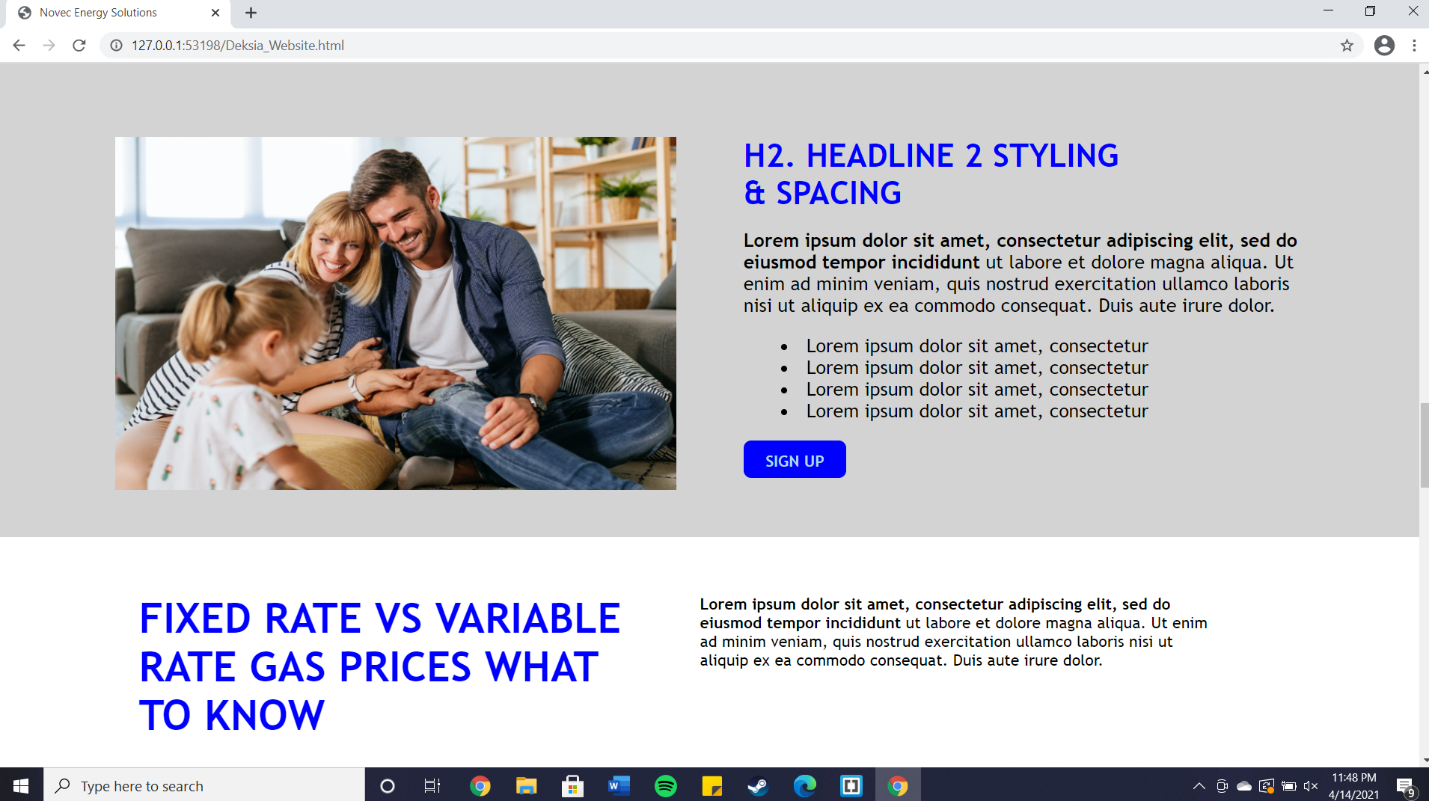 Novec Energy Solutions
127.0.0.1:53198/Deksia_Website.html
H2. HEADLINE 2 STYLING
& SPACING
Lorem ipsum dolor sit amet, consectetur adipiscing elit, sed do
eiusmod tempor incididunt ut labore et dolore magna aliqua. Ut
enim ad minim veniam, quis nostrud exercitation ullamco laboris
nisi ut aliquip ex ea commodo consequat. Duis aute irure dolor.
• Lorem ipsum dolor sit amet, consectetur
• Lorem ipsum dolor sit amet, consectetur
• Lorem ipsum dolor sit amet, consectetur
• Lorem ipsum dolor sit amet, consectetur
SIGN UP
FIXED RATE VS VARIABLE
RATE GAS PRICES WHAT
TO KNOW
Lorem ipsum dolor sit amet, consectetur adipiscing elit, sed do
eiusmod tempor incididunt ut labore et dolore magna aliqua. Ut enim
ad minim veniam, quis nostrud exercitation ullamco laboris nisi ut
aliquip ex ea commodo consequat. Duis aute irure dolor.
Type here to search
W
11:48 PM
4/14/2021
9